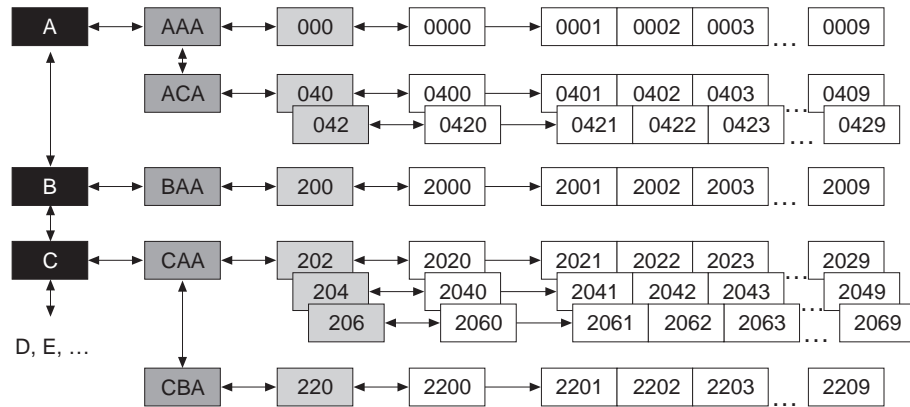 A AAA 000 0000 0001 0002 0003 ... 0009
ACA 040 0400 0401 0402 0403 ... 0409
042 0420 0421 0422 0423 ... 0429
B BAA 200 2000 2001 2002 2003 ... 2009
C CAA 202 2020 2021 2022 2023 ... 2029
204 2040 2041 2042 2043 ... 2049
206 2060 2061 2062 2063 ... 2069
D, E, ...
CBA 220 2200 2201 2202 2203 ... 2209